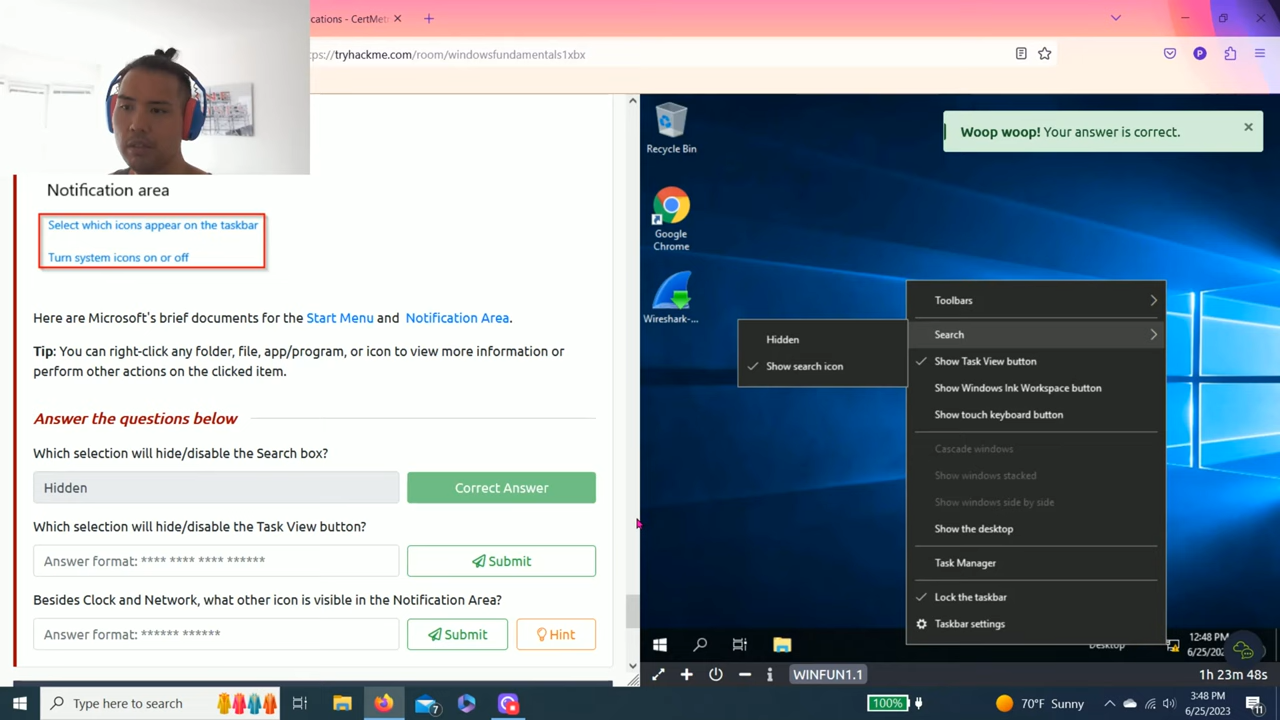 ications - CertMet
ps://tryhackme.com/room/windowsfundamentals1xbx
Notification area
Select which icons appear on the taskbar
Turn system icons on or off
Here are Microsoft's brief documents for the Start Menu and Notification Area.
Tip: You can right-click any folder, file, app/program, or icon to view more information or
perform other actions on the clicked item.
Answer the questions below
Which selection will hide/disable the Search box?
Hidden
Correct Answer
Which selection will hide/disable the Task View button?
Answer format: **** **** **** ******
Submit
Besides Clock and Network, what other icon is visible in the Notification Area?
Answer format: ****** ******
Submit
Hint
Recycle Bin
Google
Chrome
Wireshark-...
Woop woop! Your answer is correct.
Hidden
Show search icon
Toolbars
Search
Show Task View button
Show Windows Ink Workspace button
Show touch keyboard button
Cascade windows
Show windows stacked
Show windows side by side
Show the desktop
Task Manager
Lock the taskbar
Taskbar settings
Desktop
12:48 PM
6/25/202
WINFUN1.1
1h 23m 48s
Type here to search
7
100%
70°F Sunny
3:48 PM
6/25/2023
11